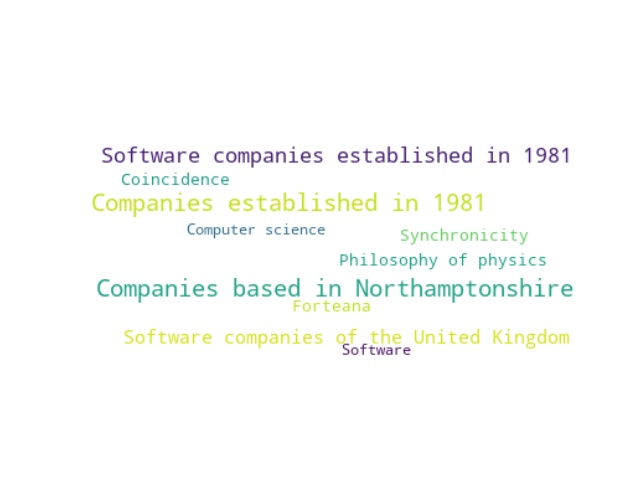 Software companies established in 1981
Coincidence
Companies established in 1981
Computer science
Synchronicity
Philosophy of physics
Companies based in Northamptonshire
Forteana
Software companies of the United Kingdom
Software